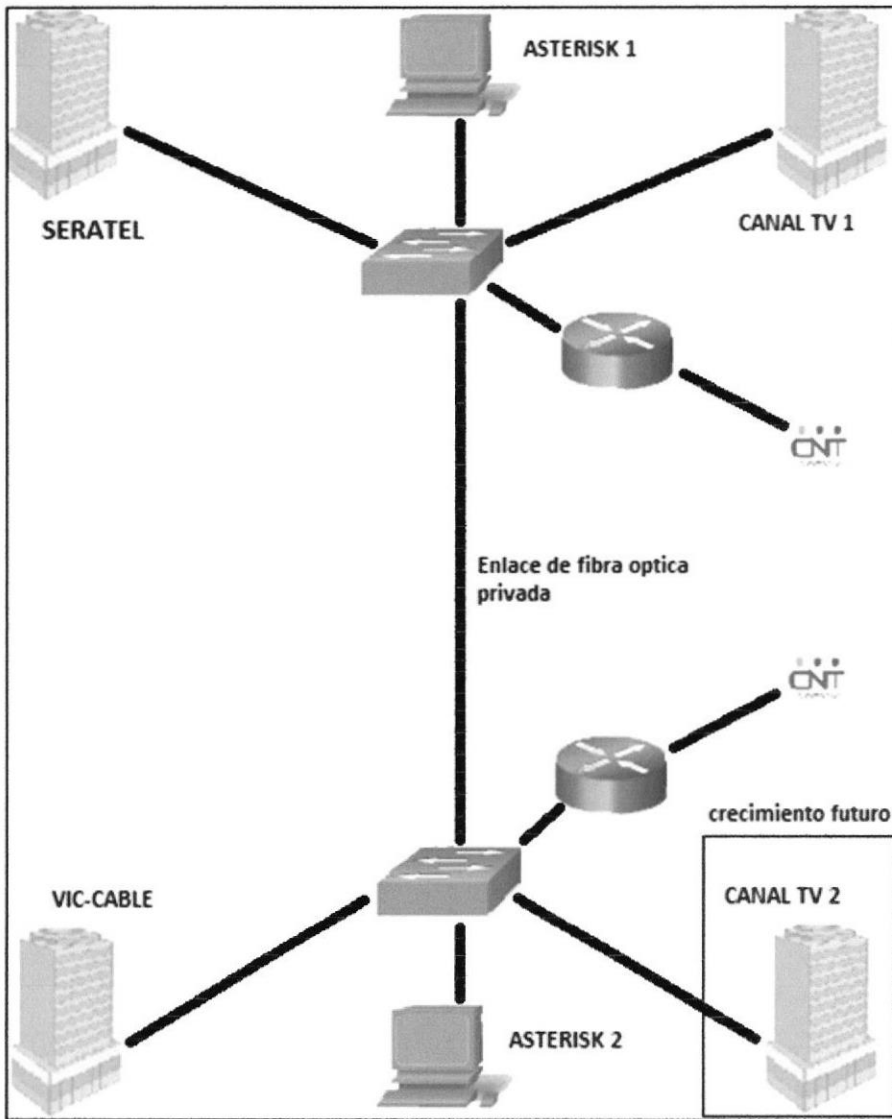 ASTERISK 1
SERATEL
CANAL TV 1
CNT
Enlace de fibra optica
privada
CNT
crecimiento futuro
VIC-CABLE
CANAL TV 2
ASTERISK 2